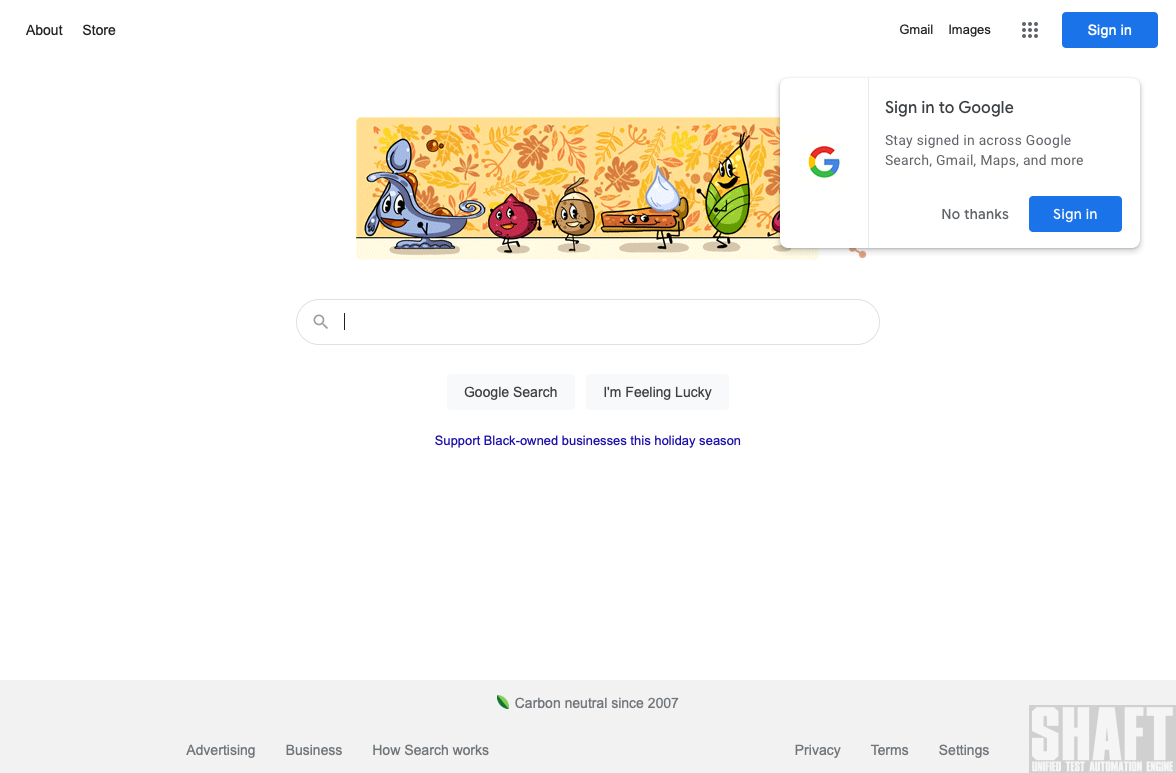 About Store
Gmail Images
Sign in
Sign in to Google
Stay signed in across Google
Search, Gmail, Maps, and more
No thanks
Sign in
Google Search
I'm Feeling Lucky
Support Black-owned businesses this holiday season
Carbon neutral since 2007
Advertising Business How Search works
Privacy Terms Settings
SHAFT
UNIFIED TEST AUTOMATION ENGINE